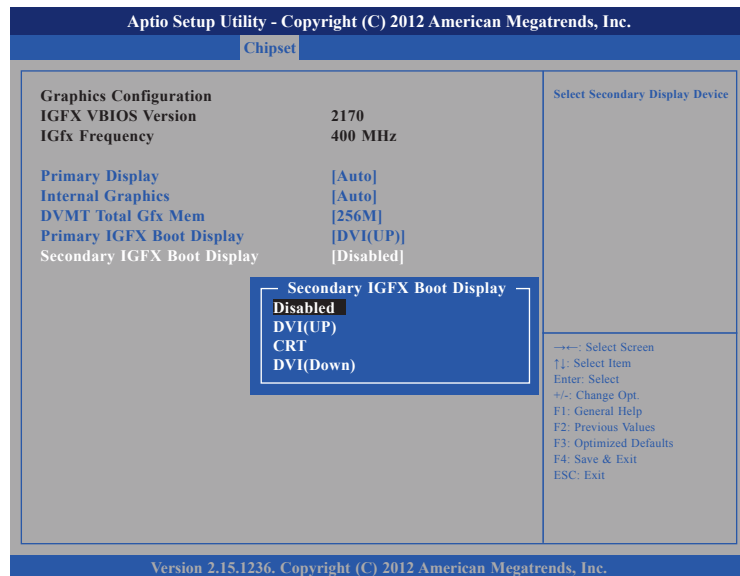 Aptio Setup Utility - Copyright (C) 2012 American Megatrends, Inc.
Chipset
Graphics Configuration
IGFX VBIOS Version 2170
IGfx Frequency 400 MHz
Primary Display [Auto]
Internal Graphics [Auto]
DVMT Total Gfx Mem [256M]
Primary IGFX Boot Display [DVI(UP)]
Secondary IGFX Boot Display [Disabled]
Secondary IGFX Boot Display
Disabled
DVI(UP)
CRT
DVI(Down)
Select Secondary Display Device
→←: Select Screen
↑↓: Select Item
Enter: Select
+/-: Change Opt.
F1: General Help
F2: Previous Values
F3: Optimized Defaults
F4: Save & Exit
ESC: Exit
Version 2.15.1236. Copyright (C) 2012 American Megatrends, Inc.